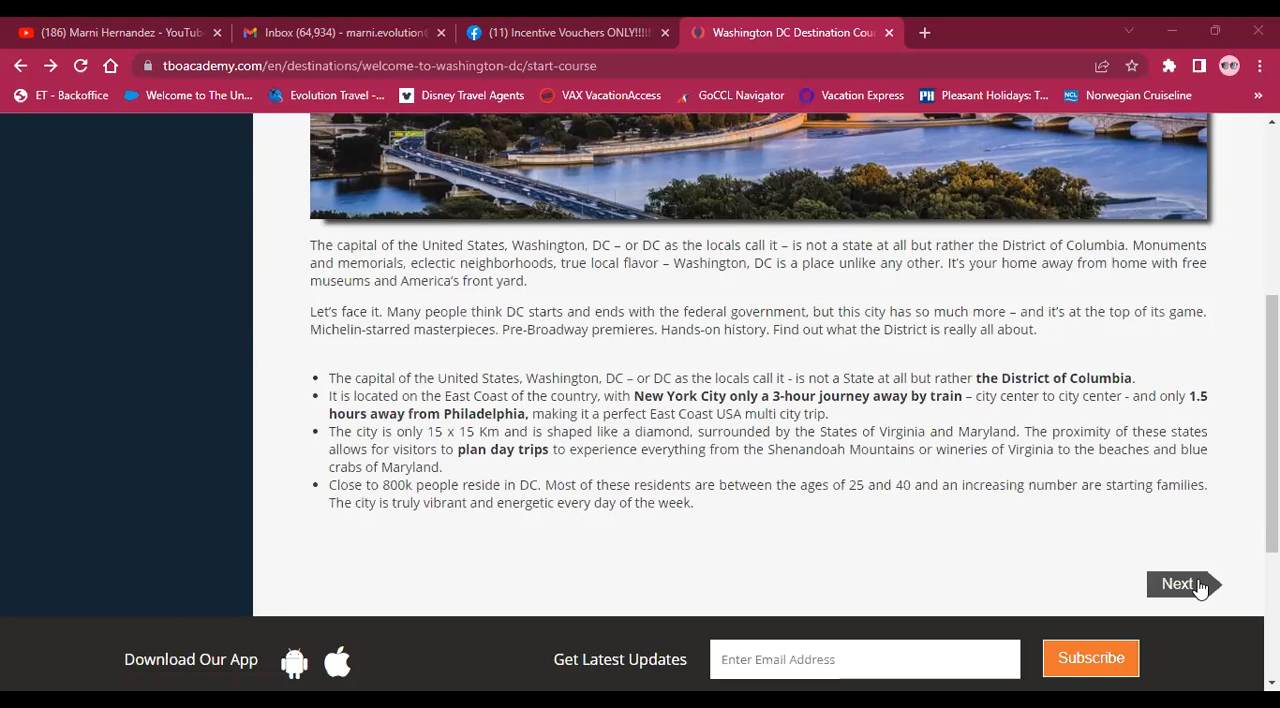 (186) Marni Hernandez - YouTube
Inbox (64,934) - marni.evolution
(11) Incentive Vouchers ONLY!!!!!
Washington DC Destination Cour
tboacademy.com/en/destinations/welcome-to-washington-dc/start-course
ET - Backoffice
Welcome to The Un...
Evolution Travel -...
Disney Travel Agents
VAX VacationAccess
GoCCL Navigator
Vacation Express
Pleasant Holidays: T...
Norwegian Cruiseline
»
The capital of the United States, Washington, DC – or DC as the locals call it – is not a state at all but rather the District of Columbia. Monuments
and memorials, eclectic neighborhoods, true local flavor – Washington, DC is a place unlike any other. It's your home away from home with free
museums and America's front yard.
Let's face it. Many people think DC starts and ends with the federal government, but this city has so much more – and it's at the top of its game.
Michelin-starred masterpieces. Pre-Broadway premieres. Hands-on history. Find out what the District is really all about.
• The capital of the United States, Washington, DC – or DC as the locals call it - is not a State at all but rather the District of Columbia.
• It is located on the East Coast of the country, with New York City only a 3-hour journey away by train – city center to city center - and only 1.5
hours away from Philadelphia, making it a perfect East Coast USA multi city trip.
• The city is only 15 x 15 Km and is shaped like a diamond, surrounded by the States of Virginia and Maryland. The proximity of these states
allows for visitors to plan day trips to experience everything from the Shenandoah Mountains or wineries of Virginia to the beaches and blue
crabs of Maryland.
• Close to 800k people reside in DC. Most of these residents are between the ages of 25 and 40 and an increasing number are starting families.
The city is truly vibrant and energetic every day of the week.
Next
Download Our App
Get Latest Updates
Enter Email Address
Subscribe